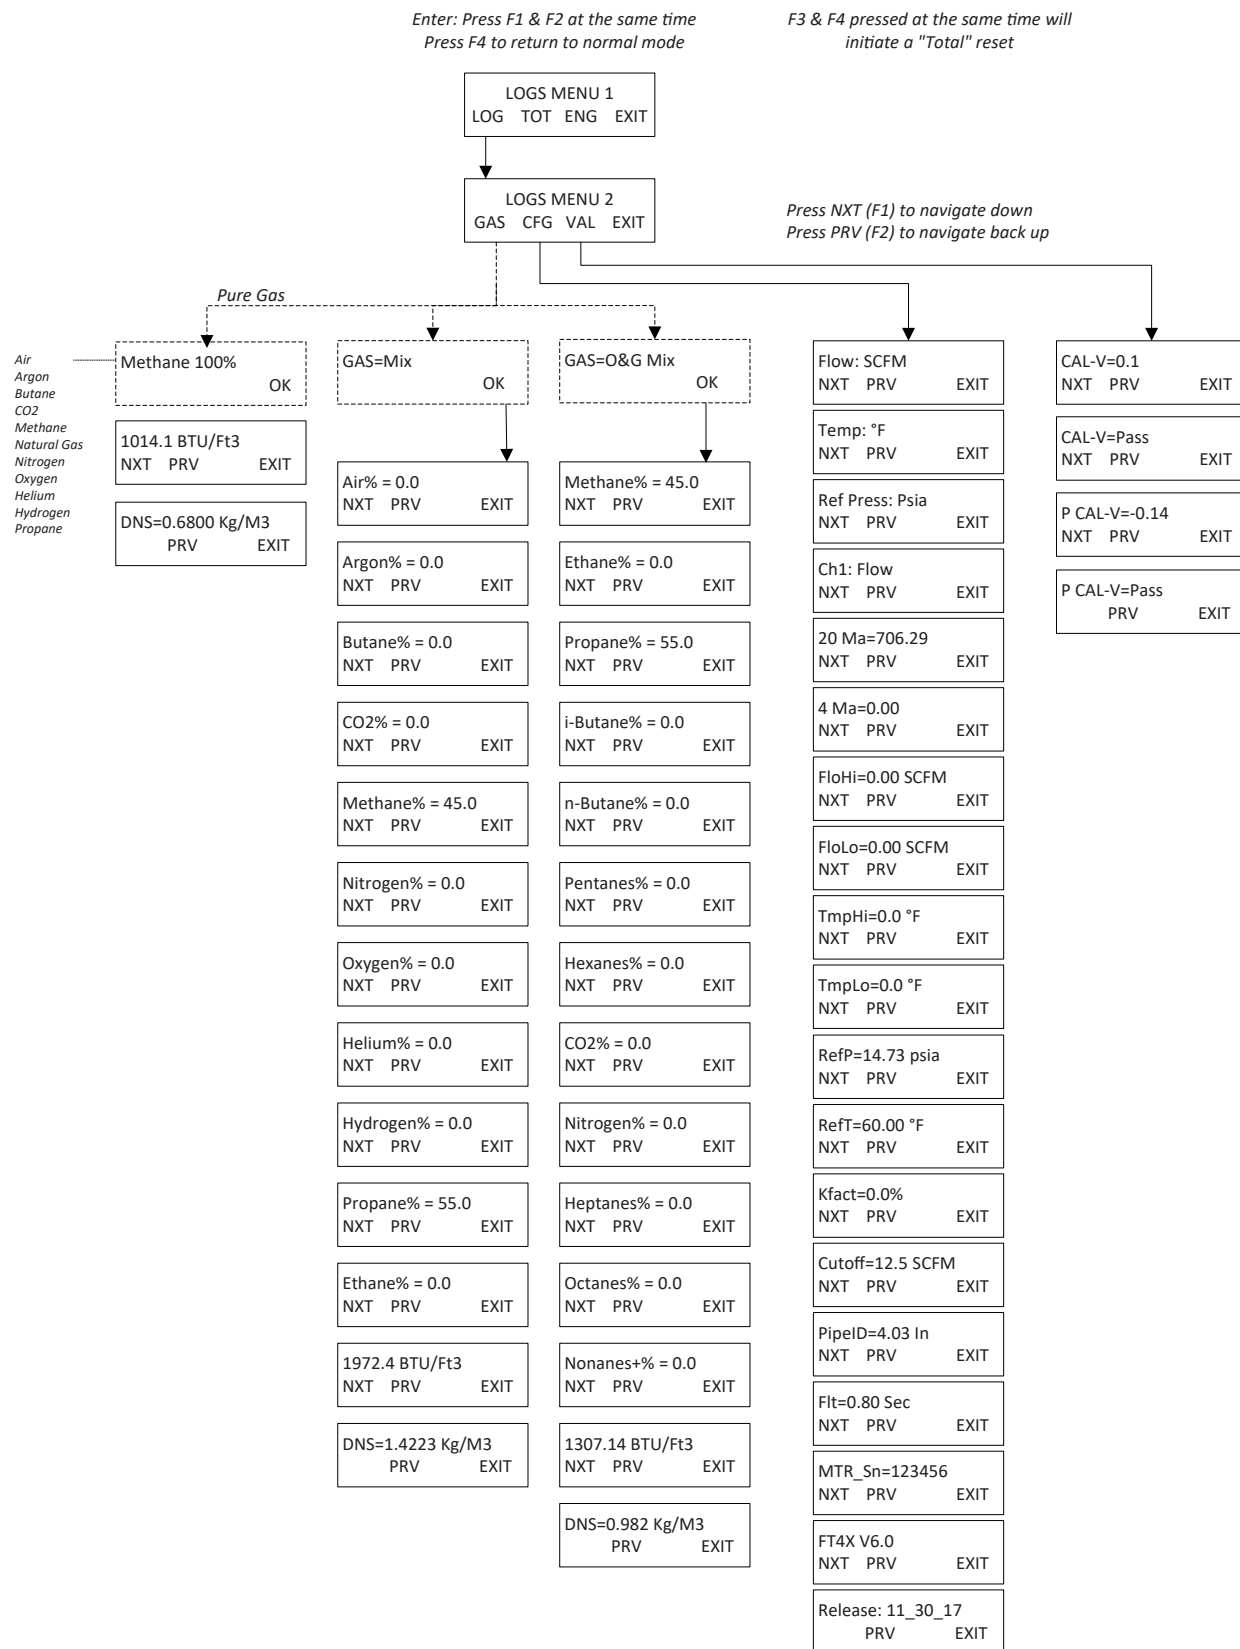 Enter: Press F1 & F2 at the same time
Press F4 to return to normal mode
F3 & F4 pressed at the same time will
initiate a "Total" reset
LOGS MENU 1
LOG TOT ENG EXIT
LOGS MENU 2
GAS CFG VAL EXIT
Press NXT (F1) to navigate down
Press PRV (F2) to navigate back up
Pure Gas
Air
Argon
Butane
CO2
Methane
Natural Gas
Nitrogen
Oxygen
Helium
Hydrogen
Propane
Methane 100%
OK
1014.1 BTU/Ft3
NXT PRV EXIT
DNS=0.6800 Kg/M3
PRV EXIT
GAS=Mix
OK
Air% = 0.0
NXT PRV EXIT
Argon% = 0.0
NXT PRV EXIT
Butane% = 0.0
NXT PRV EXIT
CO2% = 0.0
NXT PRV EXIT
Methane% = 45.0
NXT PRV EXIT
Nitrogen% = 0.0
NXT PRV EXIT
Oxygen% = 0.0
NXT PRV EXIT
Helium% = 0.0
NXT PRV EXIT
Hydrogen% = 0.0
NXT PRV EXIT
Propane% = 55.0
NXT PRV EXIT
Ethane% = 0.0
NXT PRV EXIT
1972.4 BTU/Ft3
NXT PRV EXIT
DNS=1.4223 Kg/M3
PRV EXIT
GAS=O&G Mix
OK
Methane% = 45.0
NXT PRV EXIT
Ethane% = 0.0
NXT PRV EXIT
Propane% = 55.0
NXT PRV EXIT
i-Butane% = 0.0
NXT PRV EXIT
n-Butane% = 0.0
NXT PRV EXIT
Pentanes% = 0.0
NXT PRV EXIT
Hexanes% = 0.0
NXT PRV EXIT
CO2% = 0.0
NXT PRV EXIT
Nitrogen% = 0.0
NXT PRV EXIT
Heptanes% = 0.0
NXT PRV EXIT
Octanes% = 0.0
NXT PRV EXIT
Nonanes+% = 0.0
NXT PRV EXIT
1307.14 BTU/Ft3
NXT PRV EXIT
DNS=0.982 Kg/M3
PRV EXIT
Flow: SCFM
NXT PRV EXIT
Temp: °F
NXT PRV EXIT
Ref Press: Psia
NXT PRV EXIT
Ch1: Flow
NXT PRV EXIT
20 Ma=706.29
NXT PRV EXIT
4 Ma=0.00
NXT PRV EXIT
FloHi=0.00 SCFM
NXT PRV EXIT
FloLo=0.00 SCFM
NXT PRV EXIT
TmpHi=0.0 °F
NXT PRV EXIT
TmpLo=0.0 °F
NXT PRV EXIT
RefP=14.73 psia
NXT PRV EXIT
RefT=60.00 °F
NXT PRV EXIT
Kfact=0.0%
NXT PRV EXIT
Cutoff=12.5 SCFM
NXT PRV EXIT
PipeID=4.03 In
NXT PRV EXIT
Flt=0.80 Sec
NXT PRV EXIT
MTR_Sn=123456
NXT PRV EXIT
FT4X V6.0
NXT PRV EXIT
Release: 11_30_17
PRV EXIT
CAL-V=0.1
NXT PRV EXIT
CAL-V=Pass
NXT PRV EXIT
P CAL-V=-0.14
NXT PRV EXIT
P CAL-V=Pass
PRV EXIT